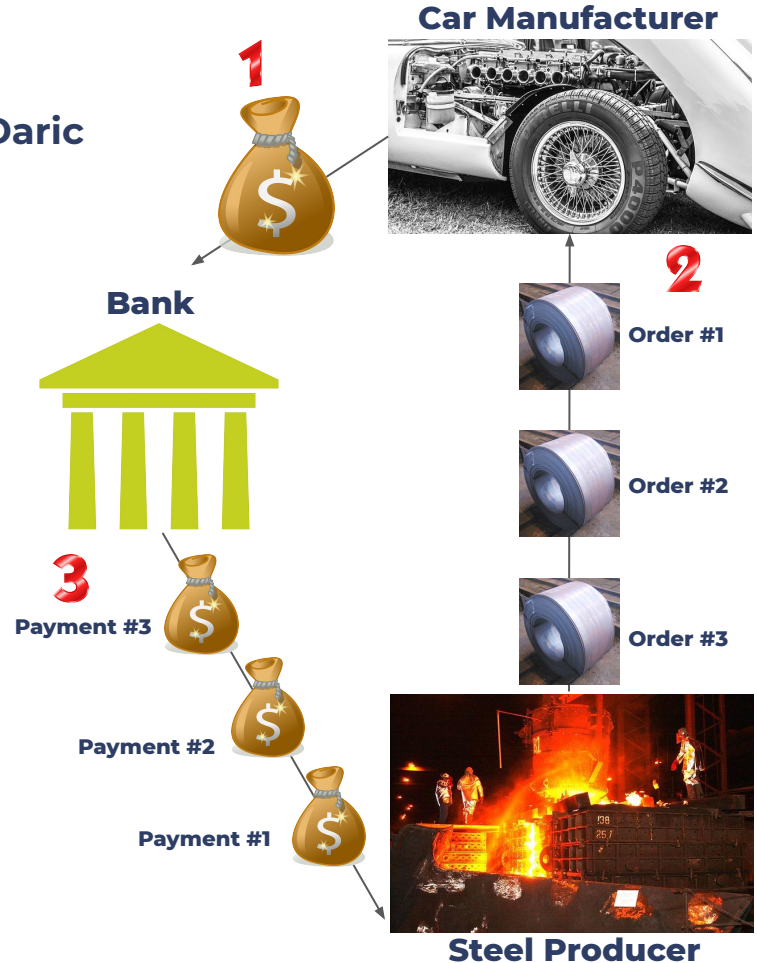 Car Manufacturer
1
Daric
$
2
Bank
Order #1
Order #2
3
Payment #3
$
Order #3
Payment #2
$
138
Payment #1
$
Steel Producer